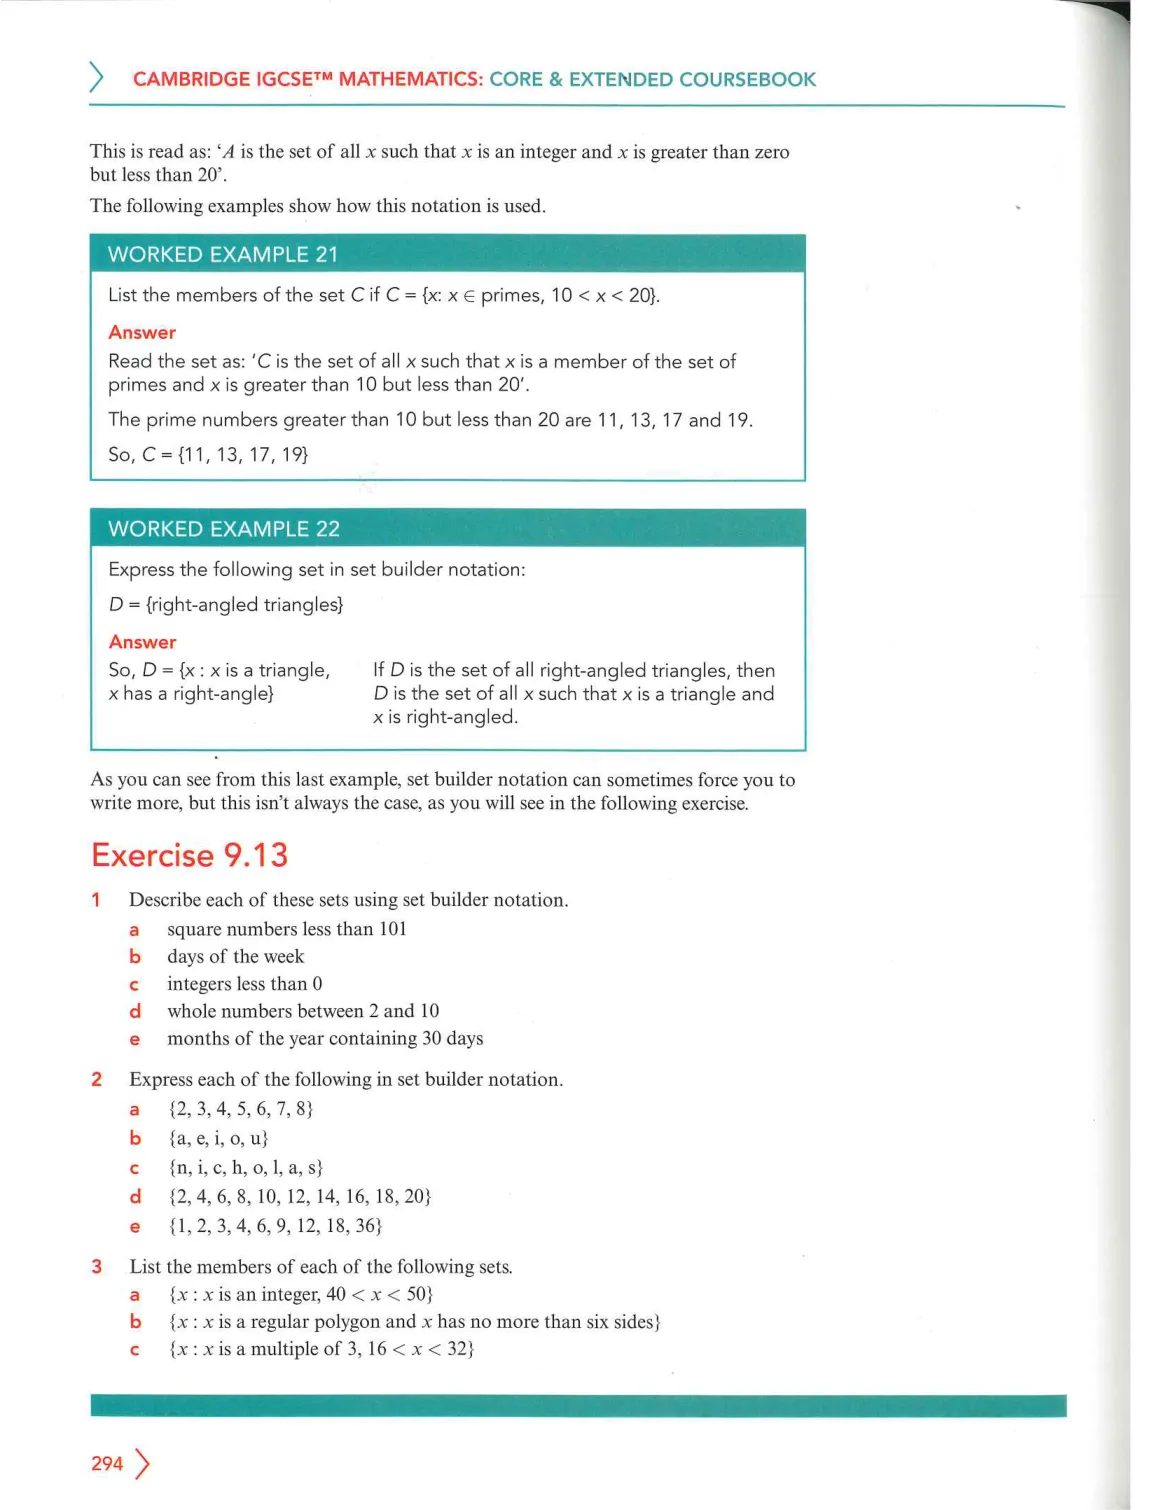 CAMBRIDGE IGCSE™ MATHEMATICS: CORE & EXTENDED COURSEBOOK
This is read as: ‘A is the set of all x such that x is an integer and x is greater than zero
but less than 20’.
The following examples show how this notation is used.
WORKED EXAMPLE 21
List the members of the set C if C = {x: x ∈ primes, 10 < x < 20}.
Answer
Read the set as: ‘C is the set of all x such that x is a member of the set of
primes and x is greater than 10 but less than 20’.
The prime numbers greater than 10 but less than 20 are 11, 13, 17 and 19.
So, C = {11, 13, 17, 19}
WORKED EXAMPLE 22
Express the following set in set builder notation:
D = {right-angled triangles}
Answer
So, D = {x : x is a triangle,
x has a right-angle}
If D is the set of all right-angled triangles, then
D is the set of all x such that x is a triangle and
x is right-angled.
As you can see from this last example, set builder notation can sometimes force you to
write more, but this isn’t always the case, as you will see in the following exercise.
Exercise 9.13
1 Describe each of these sets using set builder notation.
a square numbers less than 101
b days of the week
c integers less than 0
d whole numbers between 2 and 10
e months of the year containing 30 days
2 Express each of the following in set builder notation.
a {2, 3, 4, 5, 6, 7, 8}
b {a, e, i, o, u}
c {n, i, c, h, o, l, a, s}
d {2, 4, 6, 8, 10, 12, 14, 16, 18, 20}
e {1, 2, 3, 4, 6, 9, 12, 18, 36}
3 List the members of each of the following sets.
a {x : x is an integer, 40 < x < 50}
b {x : x is a regular polygon and x has no more than six sides}
c {x : x is a multiple of 3, 16 < x < 32}
294